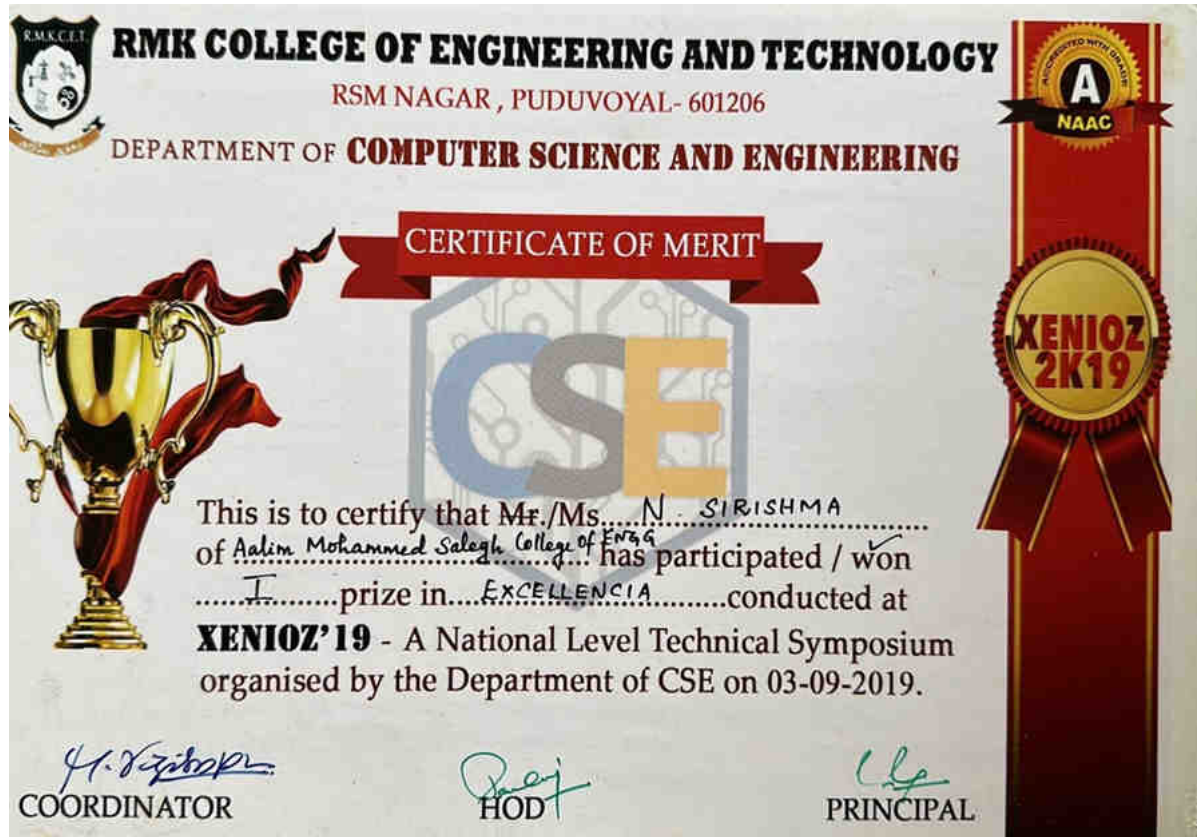 R.M.K.C.E.T.
RMK COLLEGE OF ENGINEERING AND TECHNOLOGY
RSM NAGAR , PUDUVOYAL- 601206
DEPARTMENT OF COMPUTER SCIENCE AND ENGINEERING
ACCREDITED WITH GRADE
A
NAAC
CERTIFICATE OF MERIT
CSE
XENIOZ
2K19
This is to certify that Mr./Ms.....N. SIRISHMA
of Aalim Mohammed Salegh College of ENGG has participated / won
I prize in....EXCELLENCIA conducted at
XENIOZ'19 - A National Level Technical Symposium
organised by the Department of CSE on 03-09-2019.
COORDINATOR
HOD
PRINCIPAL